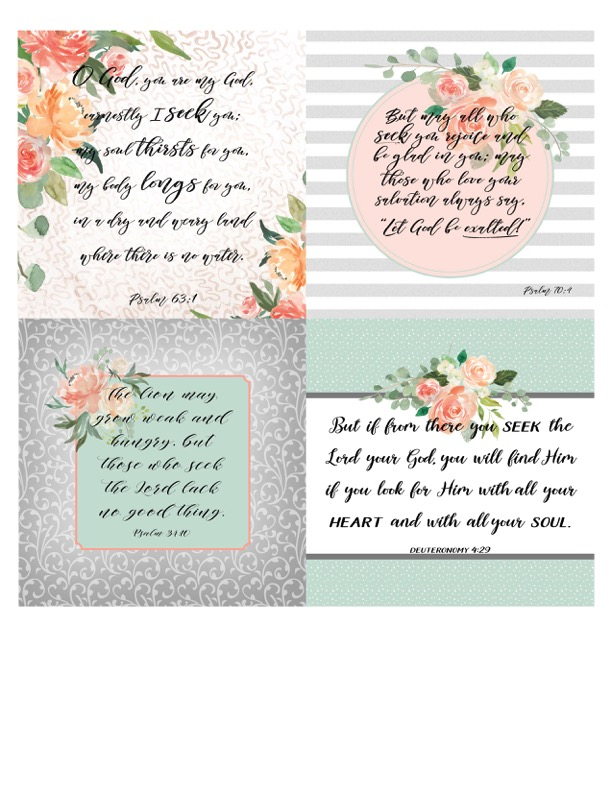 O God, you are my God,
earnestly I seek you;
my soul thirsts for you,
my body longs for you,
in a dry and weary land
where there is no water.
Psalm 63:1
But may all who
seek you rejoice and
be glad in you; may
those who love your
salvation always say,
"Let God be exalted!"
Psalm 70:4
The lion may
grow weak and
hungry, but
those who seek
the Lord lack
no good thing.
Psalm 34:10
But if from there you SEEK the
Lord your God, you will find Him
if you look for Him with all your
HEART and with all your SOUL.
DEUTERONOMY 4:29